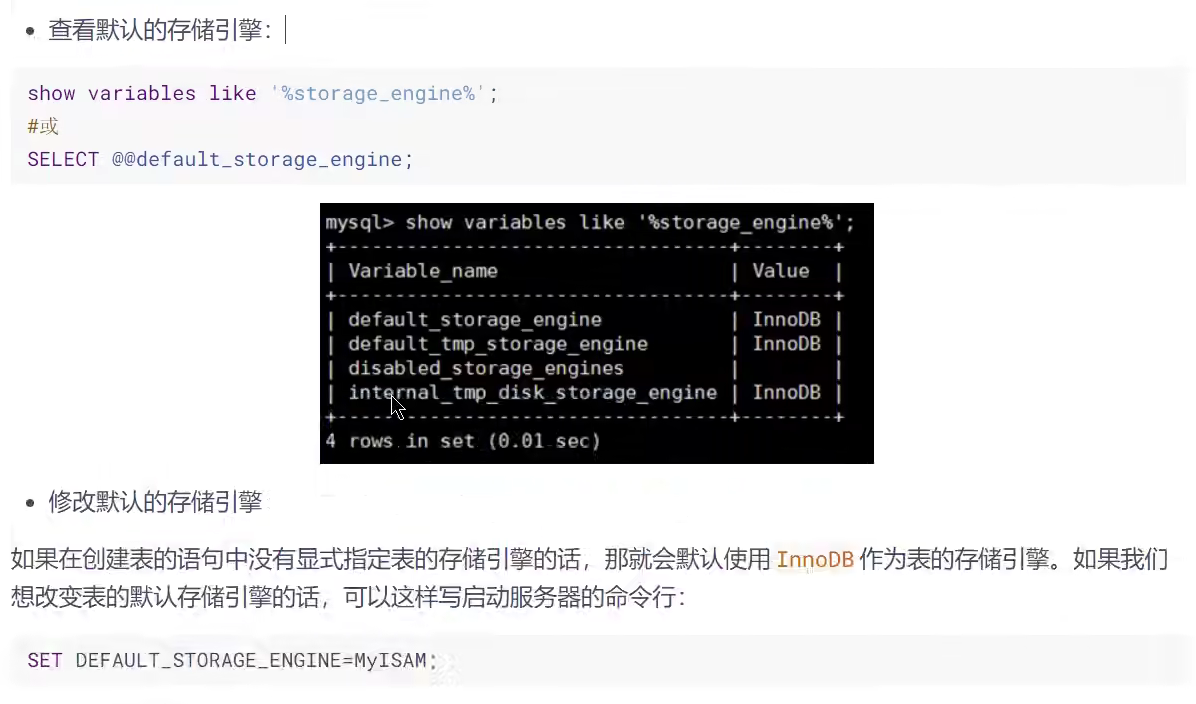 • 查看默认的存储引擎：
show variables like '%storage_engine%';
#或
SELECT @@default_storage_engine;
mysql> show variables like '%storage_engine%';
+----------------------------------+--------+
| Variable_name                    | Value  |
+----------------------------------+--------+
| default_storage_engine           | InnoDB |
| default_tmp_storage_engine       | InnoDB |
| disabled_storage_engines         |        |
| internal_tmp_disk_storage_engine | InnoDB |
+----------------------------------+--------+
4 rows in set (0.01 sec)
• 修改默认的存储引擎
如果在创建表的语句中没有显式指定表的存储引擎的话，那就会默认使用 InnoDB 作为表的存储引擎。如果我们
想改变表的默认存储引擎的话，可以这样写启动服务器的命令行：
SET DEFAULT_STORAGE_ENGINE=MyISAM;